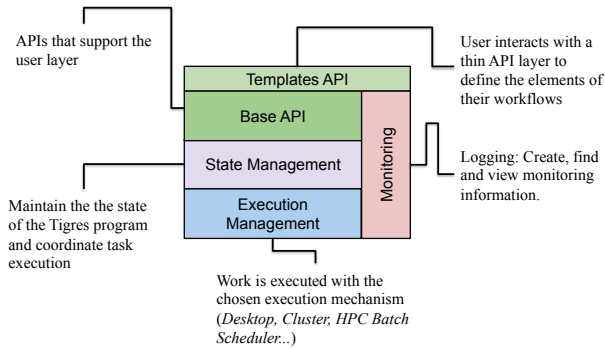 APIs that support the
user layer
User interacts with a
thin API layer to
define the elements of
their workflows
Templates API
Base API
State Management
Execution
Management
Monitoring
Logging: Create, find
and view monitoring
information.
Maintain the the state
of the Tigres program
and coordinate task
execution
Work is executed with the
chosen execution mechanism
(Desktop, Cluster, HPC Batch
Scheduler...)